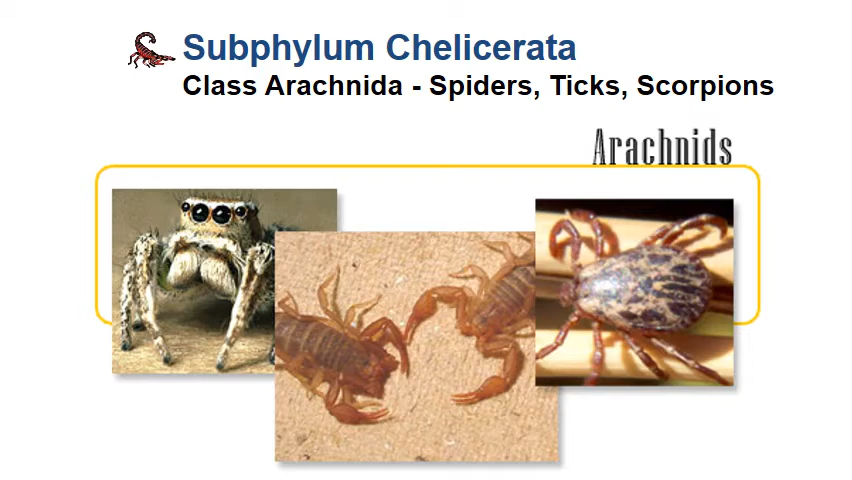 Subphylum Chelicerata
Class Arachnida - Spiders, Ticks, Scorpions
Arachnids